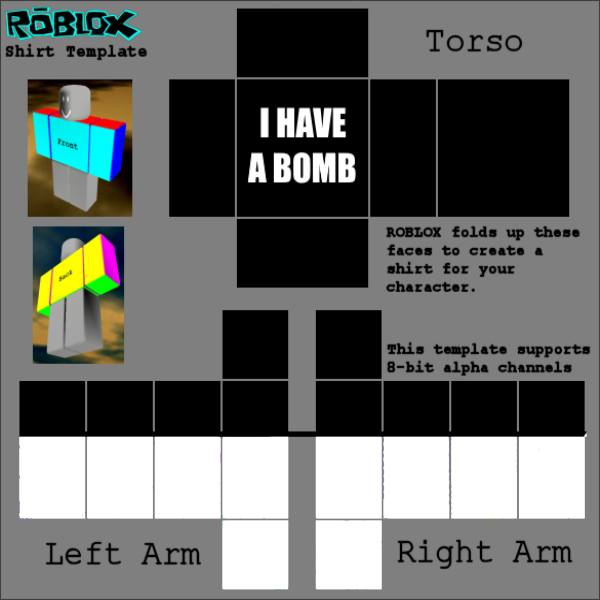 RŌBLOX
Shirt Template
Torso
Front
I HAVE
A BOMB
Back
ROBLOX folds up these
faces to create a
shirt for your
character.
This template supports
8-bit alpha channels
Left Arm
Right Arm